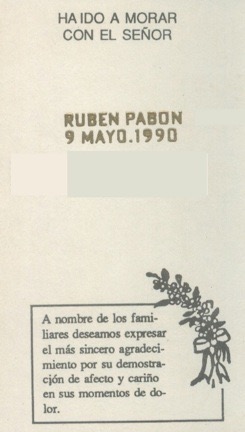 HA IDO A MORAR
CON EL SEÑOR
RUBEN PABON
9 MAYO.1990
A nombre de los fami-
liares deseamos expresar
el más sincero agradeci-
miento por su demostra-
cjón de afecto y cariño
en sus momentos de do-
lor.